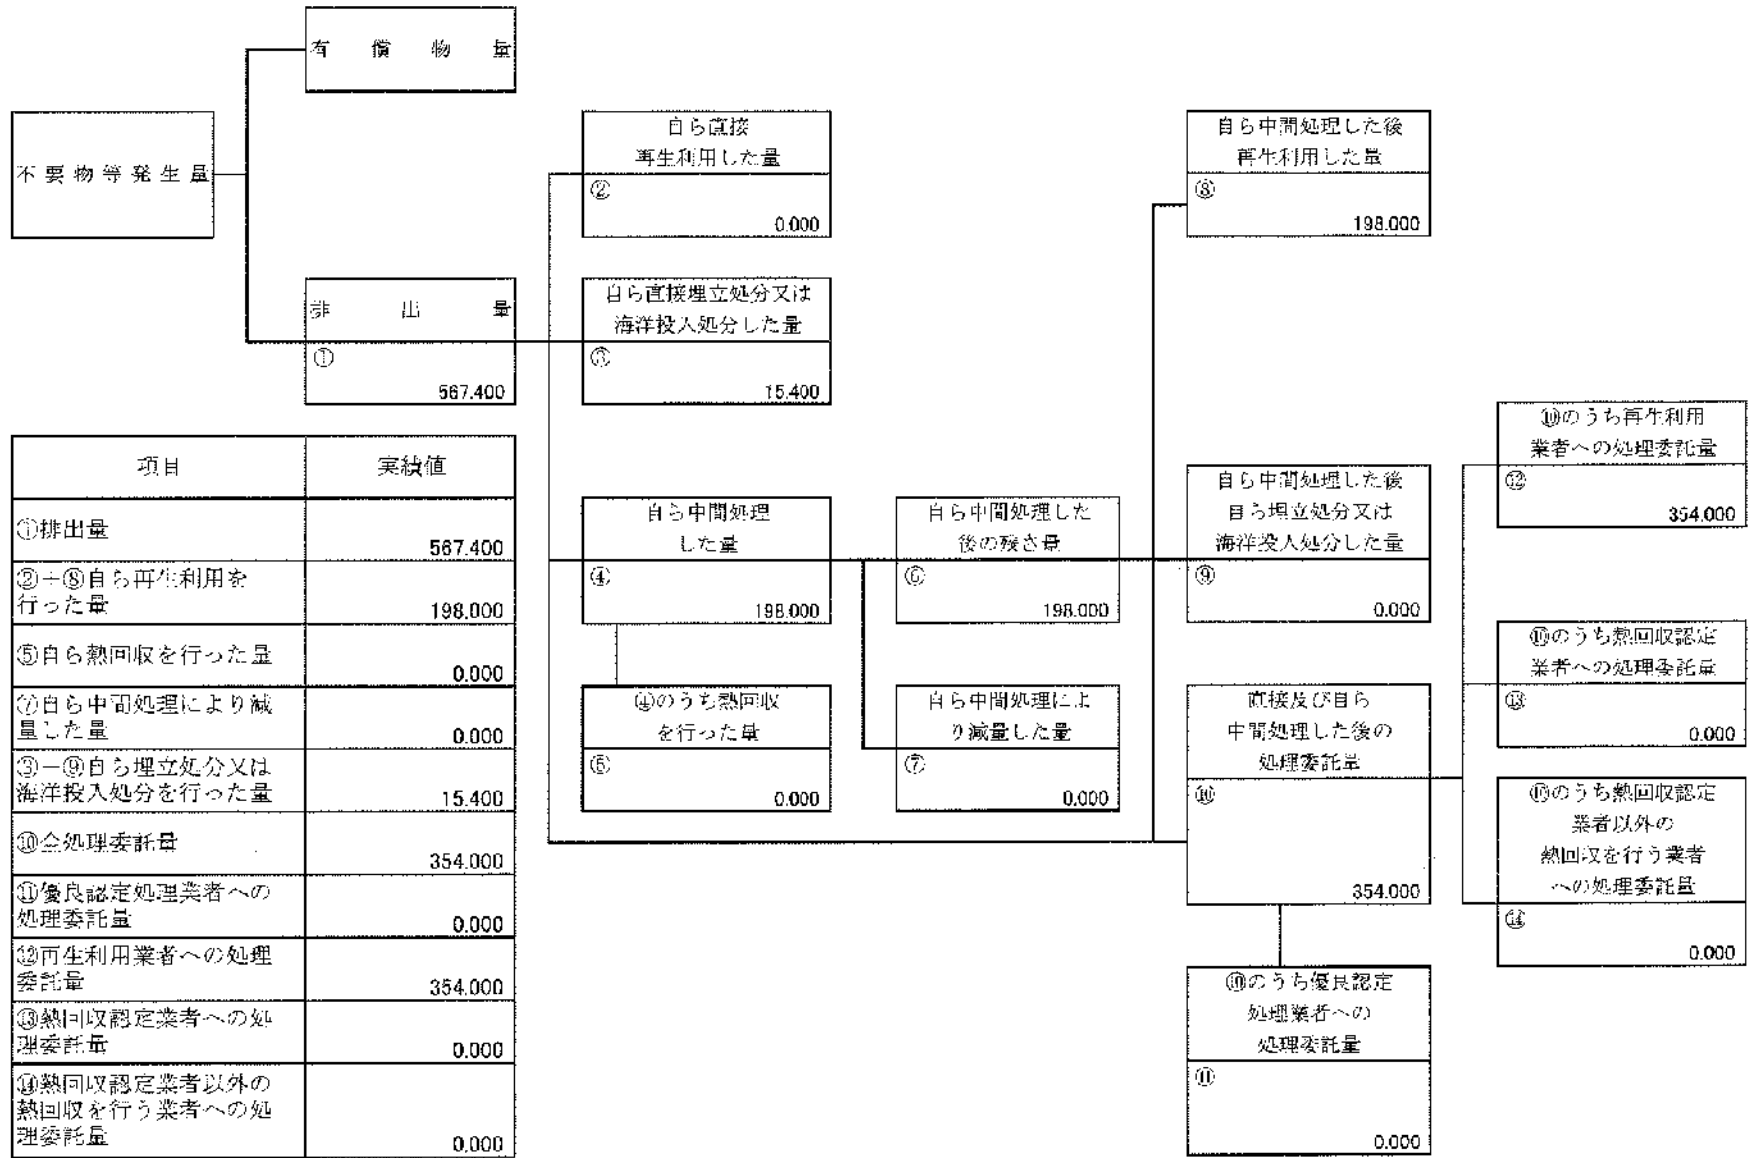 有償物量
不要物等発生量
排出量
①
567.400
自ら直接
再生利用した量
②
0.000
自ら直接埋立処分又は
海洋投入処分した量
③
15.400
自ら中間処理
した量
④
198.000
④のうち熱回収
を行った量
⑤
0.000
自ら中間処理した
後の残さ量
⑥
198.000
自ら中間処理によ
り減量した量
⑦
0.000
自ら中間処理した後
再生利用した量
⑧
198.000
自ら中間処理した後
自ら埋立処分又は
海洋投入処分した量
⑨
0.000
直接及び自ら
中間処理した後の
処理委託量
⑩
354.000
⑩のうち優良認定
処理業者への
処理委託量
⑪
0.000
⑩のうち再生利用
業者への処理委託量
⑫
354.000
⑩のうち熱回収認定
業者への処理委託量
⑬
0.000
⑩のうち熱回収認定
業者以外の
熱回収を行う業者
への処理委託量
⑭
0.000
項目 実績値
①排出量
567.400
②+⑧自ら再生利用を
行った量
198.000
⑤自ら熱回収を行った量
0.000
⑦自ら中間処理により減
量した量
0.000
③+⑨自ら埋立処分又は
海洋投入処分を行った量
15.400
⑩全処理委託量
354.000
⑪優良認定処理業者への
処理委託量
0.000
⑫再生利用業者への処理
委託量
354.000
⑬熱回収認定業者への処
理委託量
0.000
⑭熱回収認定業者以外の
熱回収を行う業者への処
理委託量
0.000